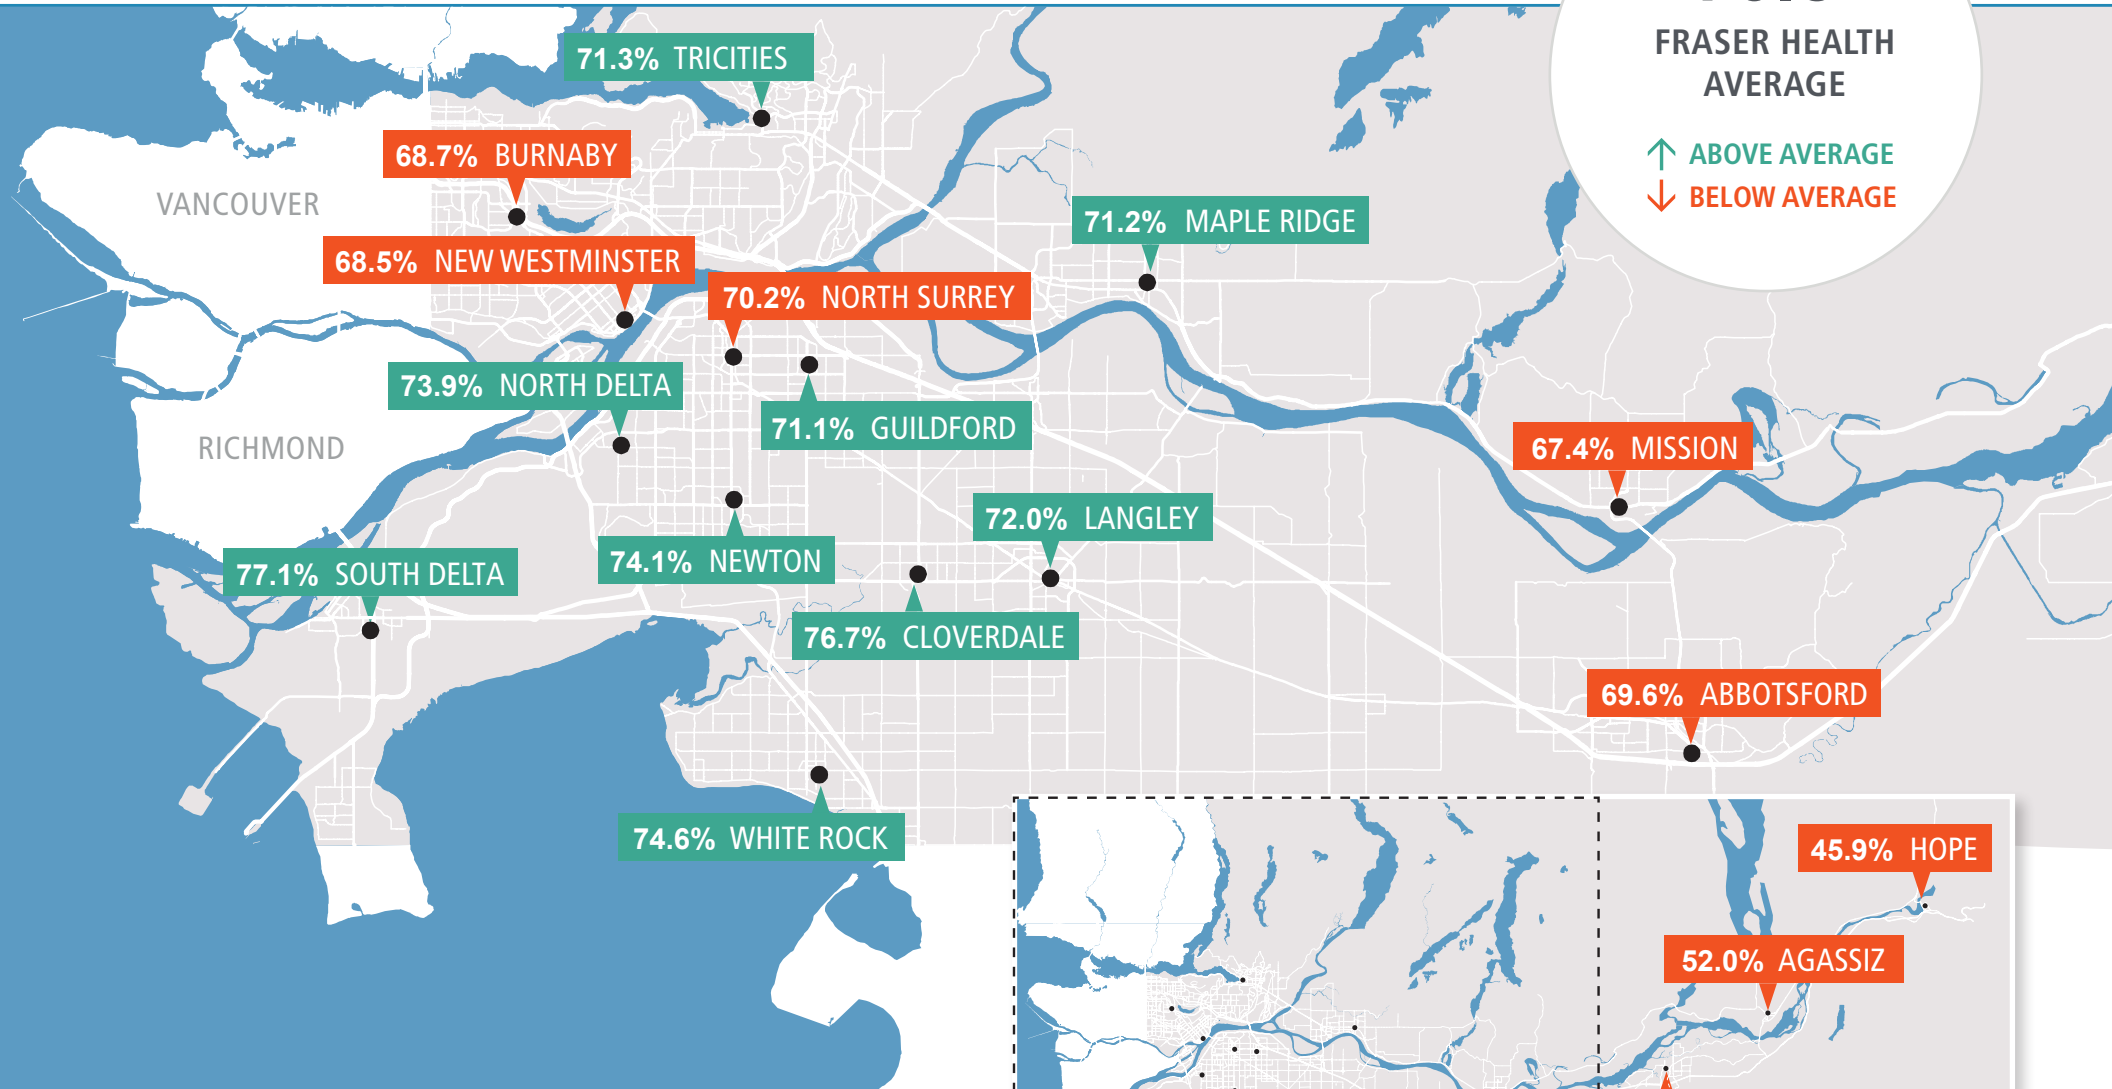 FRASER HEALTH
AVERAGE
↑ ABOVE AVERAGE
↓ BELOW AVERAGE
71.3% TRICITIES
68.7% BURNABY
VANCOUVER
71.2% MAPLE RIDGE
68.5% NEW WESTMINSTER
70.2% NORTH SURREY
73.9% NORTH DELTA
71.1% GUILDFORD
RICHMOND
67.4% MISSION
72.0% LANGLEY
74.1% NEWTON
77.1% SOUTH DELTA
76.7% CLOVERDALE
69.6% ABBOTSFORD
74.6% WHITE ROCK
45.9% HOPE
52.0% AGASSIZ